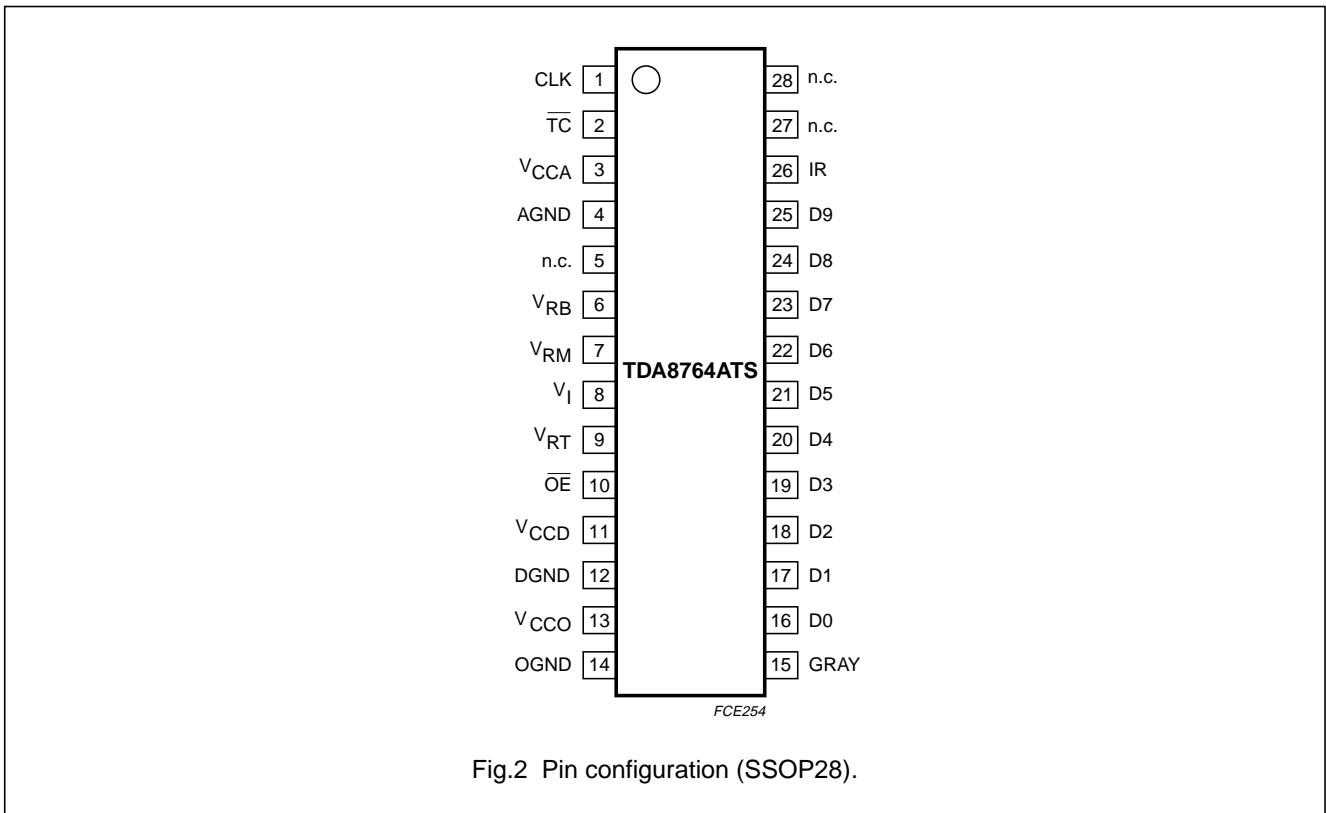 CLK 1 28 n.c.
T̅C̅ 2 27 n.c.
VCCA 3 26 IR
AGND 4 25 D9
n.c. 5 24 D8
VRB 6 23 D7
VRM 7 22 D6
TDA8764ATS
VI 8 21 D5
VRT 9 20 D4
O̅E̅ 10 19 D3
VCCD 11 18 D2
DGND 12 17 D1
VCCO 13 16 D0
OGND 14 15 GRAY
FCE254
Fig.2 Pin configuration (SSOP28).